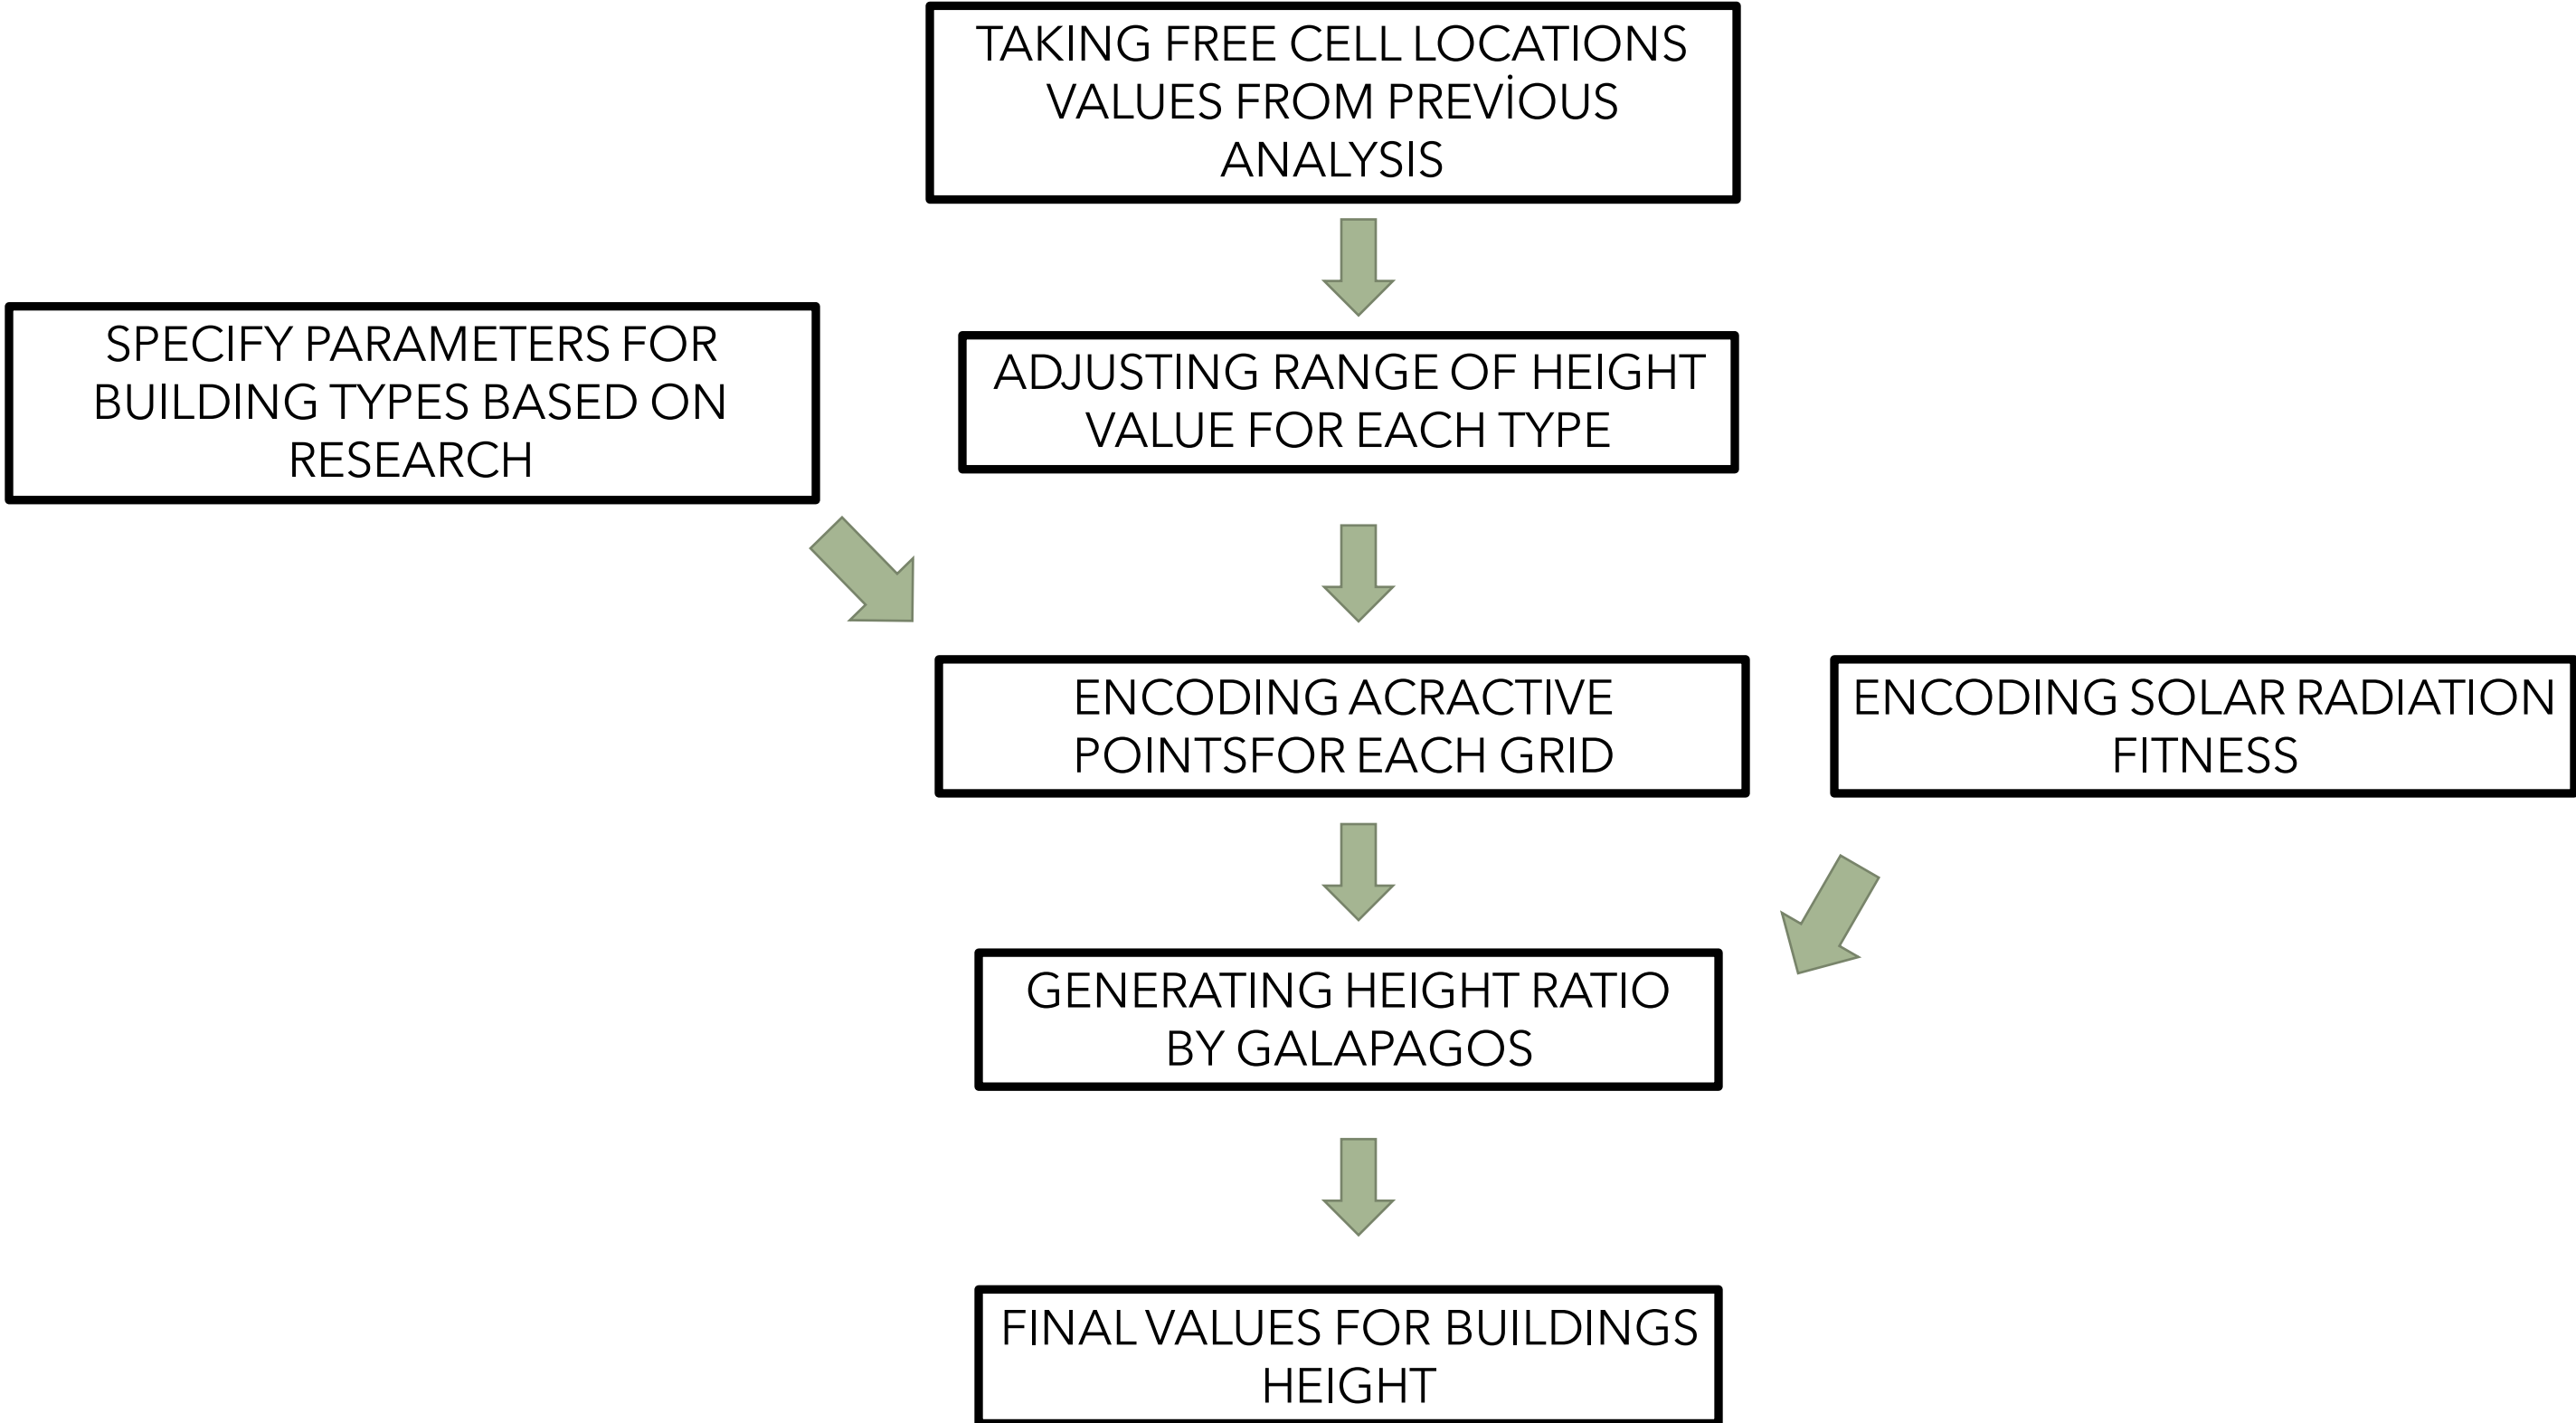 TAKING FREE CELL LOCATIONS
VALUES FROM PREVİOUS
ANALYSIS
SPECIFY PARAMETERS FOR
BUILDING TYPES BASED ON
RESEARCH
ADJUSTING RANGE OF HEIGHT
VALUE FOR EACH TYPE
ENCODING ACRACTIVE
POINTSFOR EACH GRID
ENCODING SOLAR RADIATION
FITNESS
GENERATING HEIGHT RATIO
BY GALAPAGOS
FINAL VALUES FOR BUILDINGS
HEIGHT